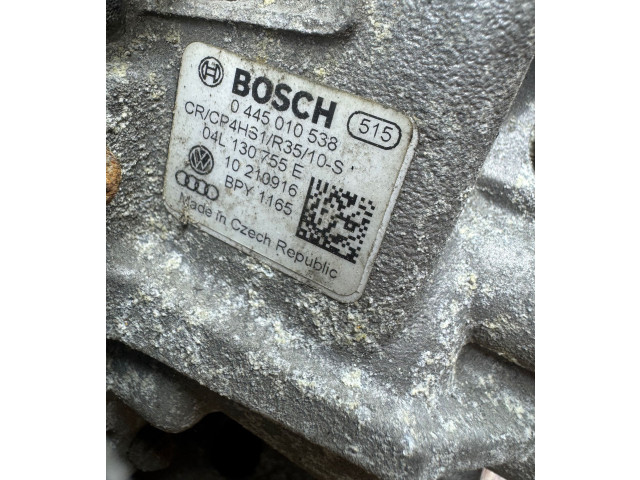 BOSCH
0 445 010 538 515
CR/CP4HS1/R35/10-S
04L 130 755 E
10 210916
BPY 1165
Made in Czech Republic